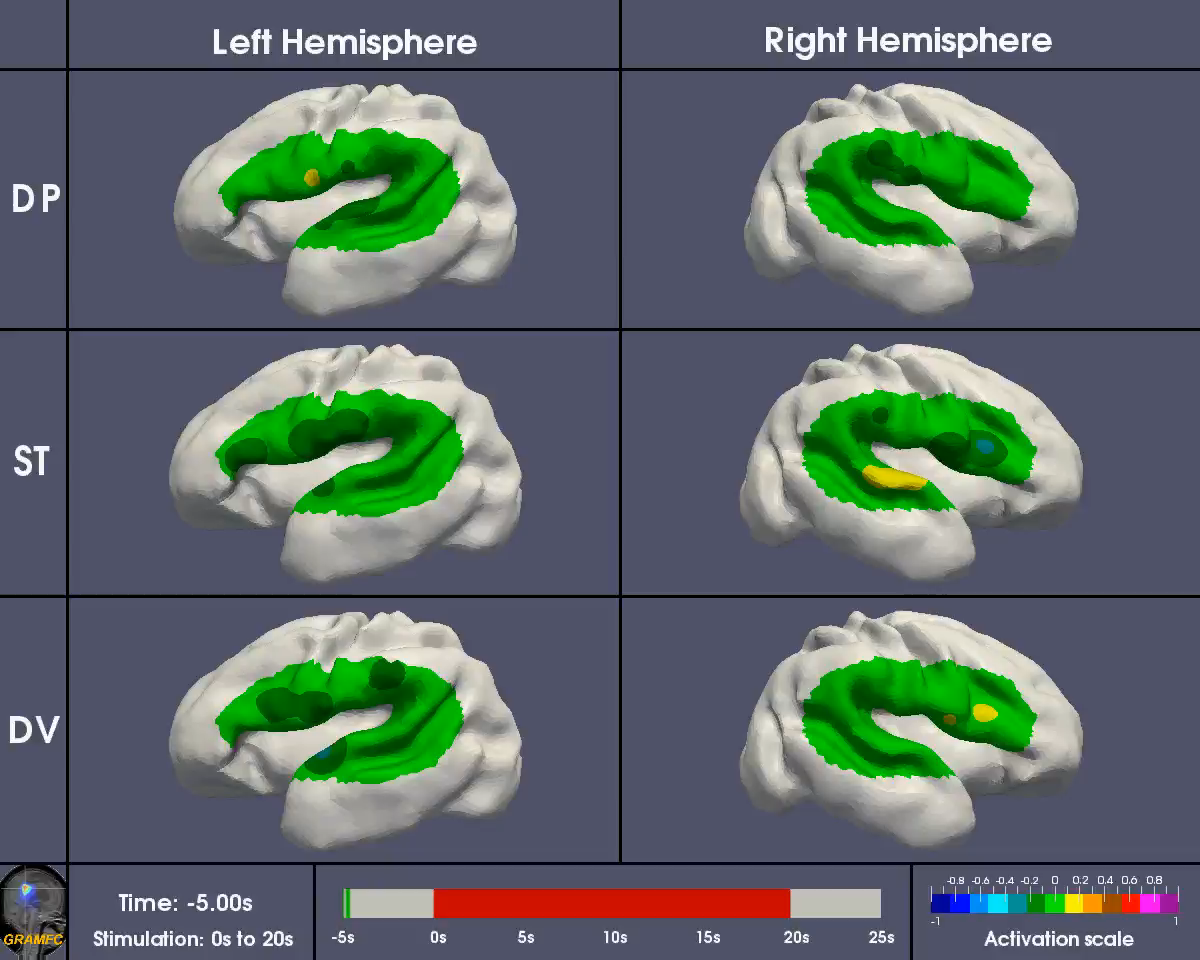 Left Hemisphere
Right Hemisphere
DP
ST
DV
GRAMFC
Time: -5.00s
Stimulation: 0s to 20s
-5s 0s 5s 10s 15s 20s 25s
-0.8 -0.6 -0.4 -0.2 0 0.2 0.4 0.6 0.8
-1 1
Activation scale